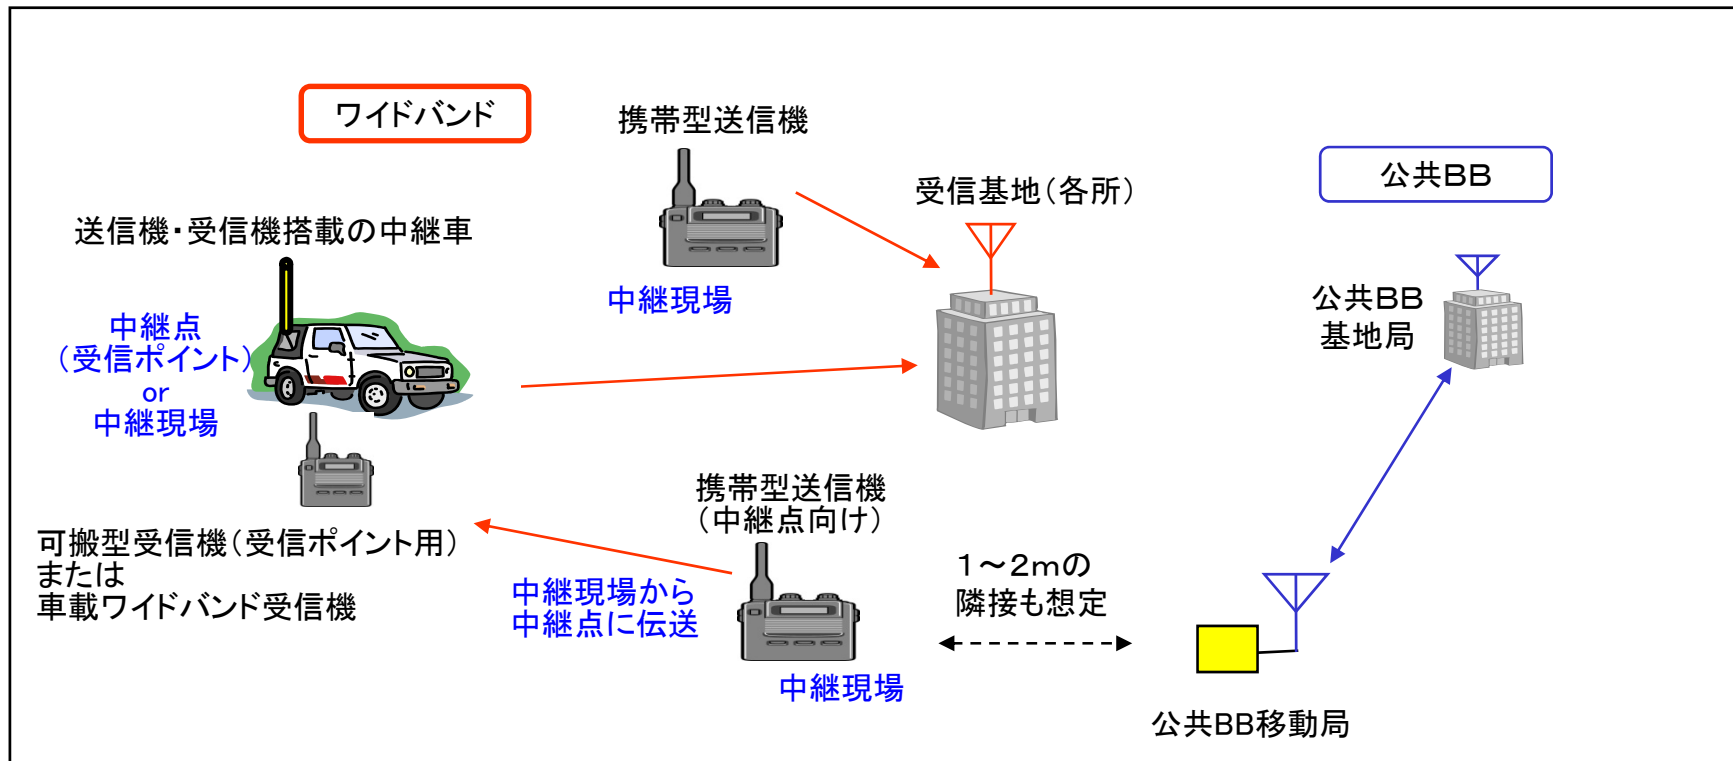 ワイドバンド
携帯型送信機
公共BB
受信基地(各所)
送信機・受信機搭載の中継車
中継現場
公共BB
基地局
中継点
(受信ポイント)
or
中継現場
携帯型送信機
(中継点向け)
可搬型受信機(受信ポイント用)
または
車載ワイドバンド受信機
中継現場から
中継点に伝送
1～2mの
隣接も想定
中継現場
公共BB移動局